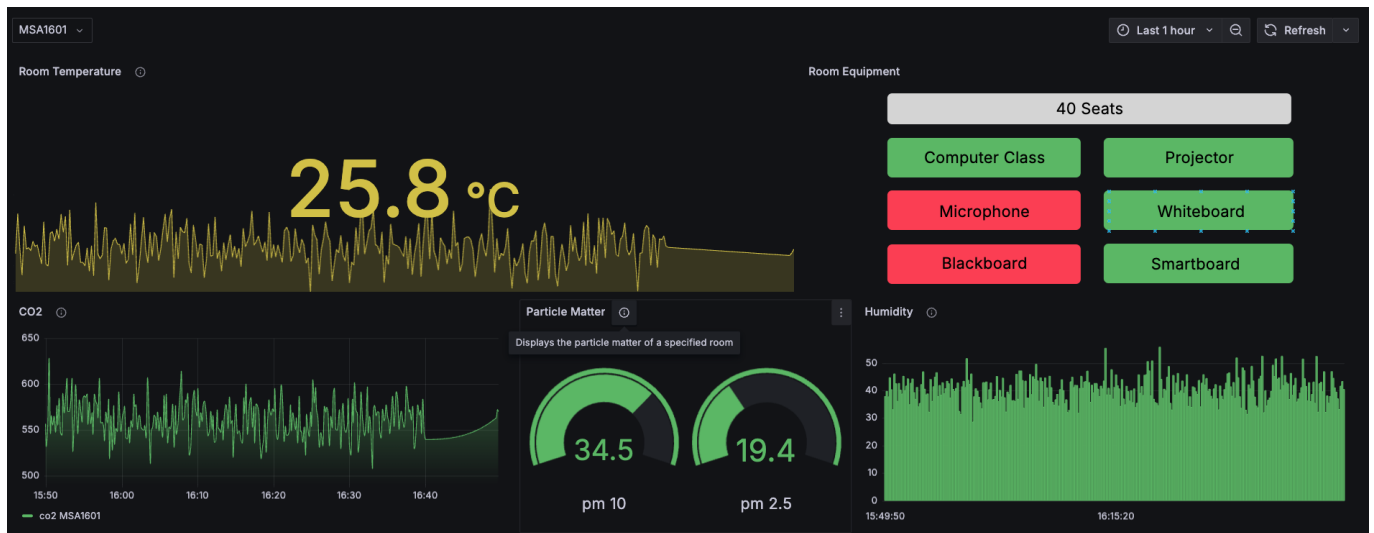 MSA1601
Last 1 hour
Refresh
Room Temperature
25.8 °C
Room Equipment
40 Seats
Computer Class
Projector
Microphone
Whiteboard
Blackboard
Smartboard
CO2
650
600
550
500
15:50
16:00
16:10
16:20
16:30
16:40
co2 MSA1601
Particle Matter
Displays the particle matter of a specified room
34.5
19.4
pm 10
pm 2.5
Humidity
50
40
30
20
10
0
15:49:50
16:15:20